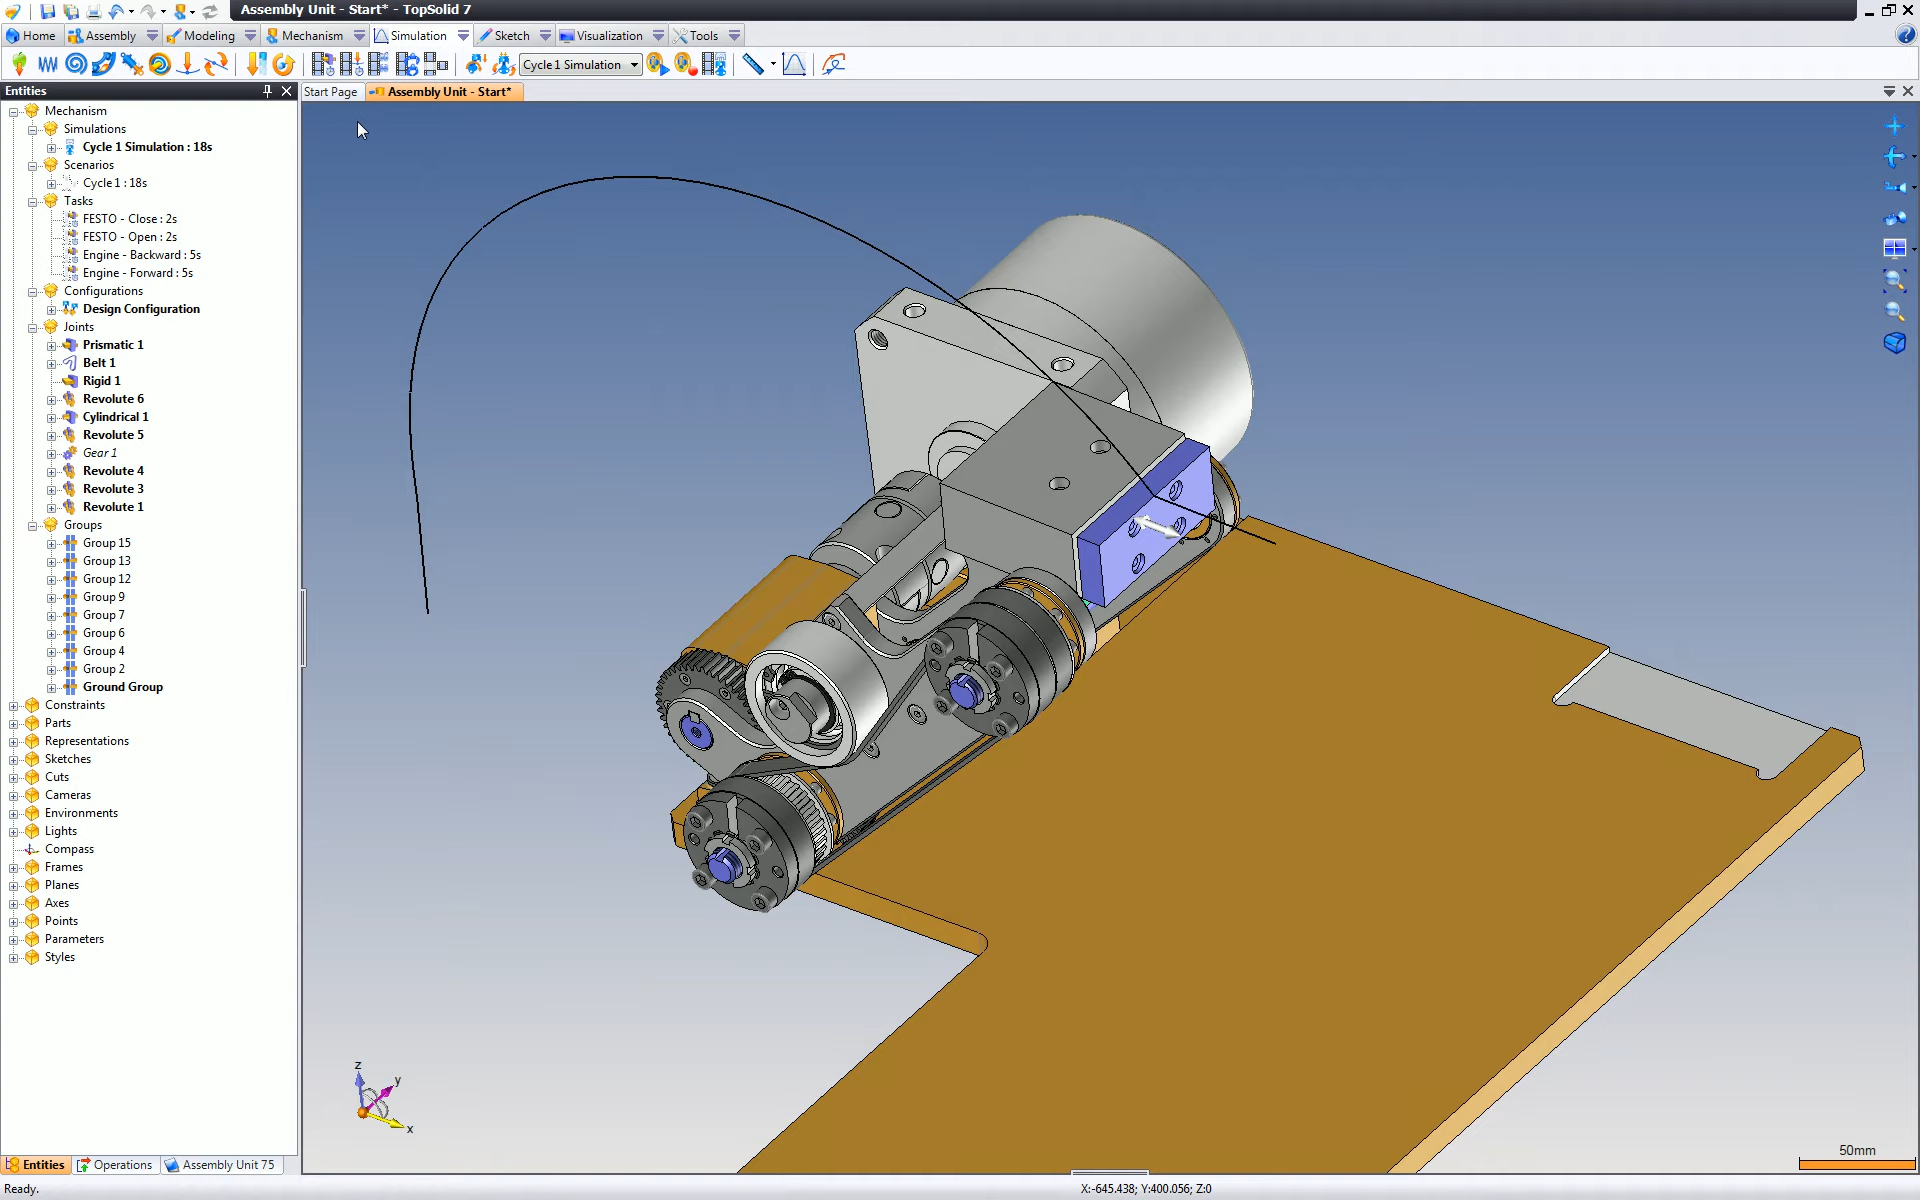 Assembly Unit - Start* - TopSolid 7
Home Assembly Modeling Mechanism Simulation Sketch Visualization Tools
Cycle 1 Simulation
Entities
Start Page Assembly Unit - Start*
Mechanism
Simulations
Cycle 1 Simulation : 18s
Scenarios
Cycle 1 : 18s
Tasks
FESTO - Close : 2s
FESTO - Open : 2s
Engine - Backward : 5s
Engine - Forward : 5s
Configurations
Design Configuration
Joints
Prismatic 1
Belt 1
Rigid 1
Revolute 6
Cylindrical 1
Revolute 5
Gear 1
Revolute 4
Revolute 3
Revolute 1
Groups
Group 15
Group 13
Group 12
Group 9
Group 7
Group 6
Group 4
Group 2
Ground Group
Constraints
Parts
Representations
Sketches
Cuts
Cameras
Environments
Lights
Compass
Frames
Planes
Axes
Points
Parameters
Styles
z
y
x
50mm
Entities Operations Assembly Unit 75
Ready.
X:-645.438; Y:400.056; Z:0